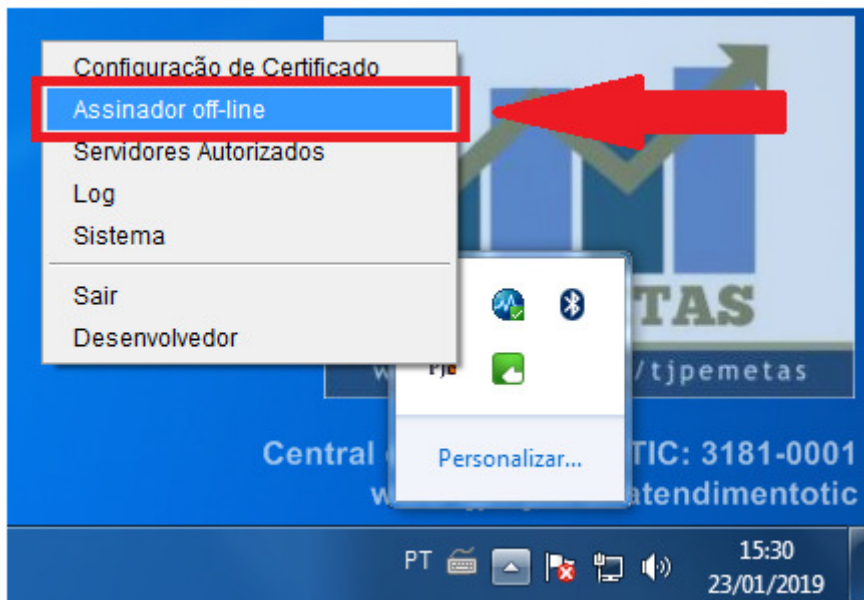 Configuração de Certificado
Assinador off-line
Servidores Autorizados
Log
Sistema
Sair
Desenvolvedor
TAS
/tjpemetas
Personalizar...
Central
TIC: 3181-0001
atendimentotic
PT
15:30
23/01/2019